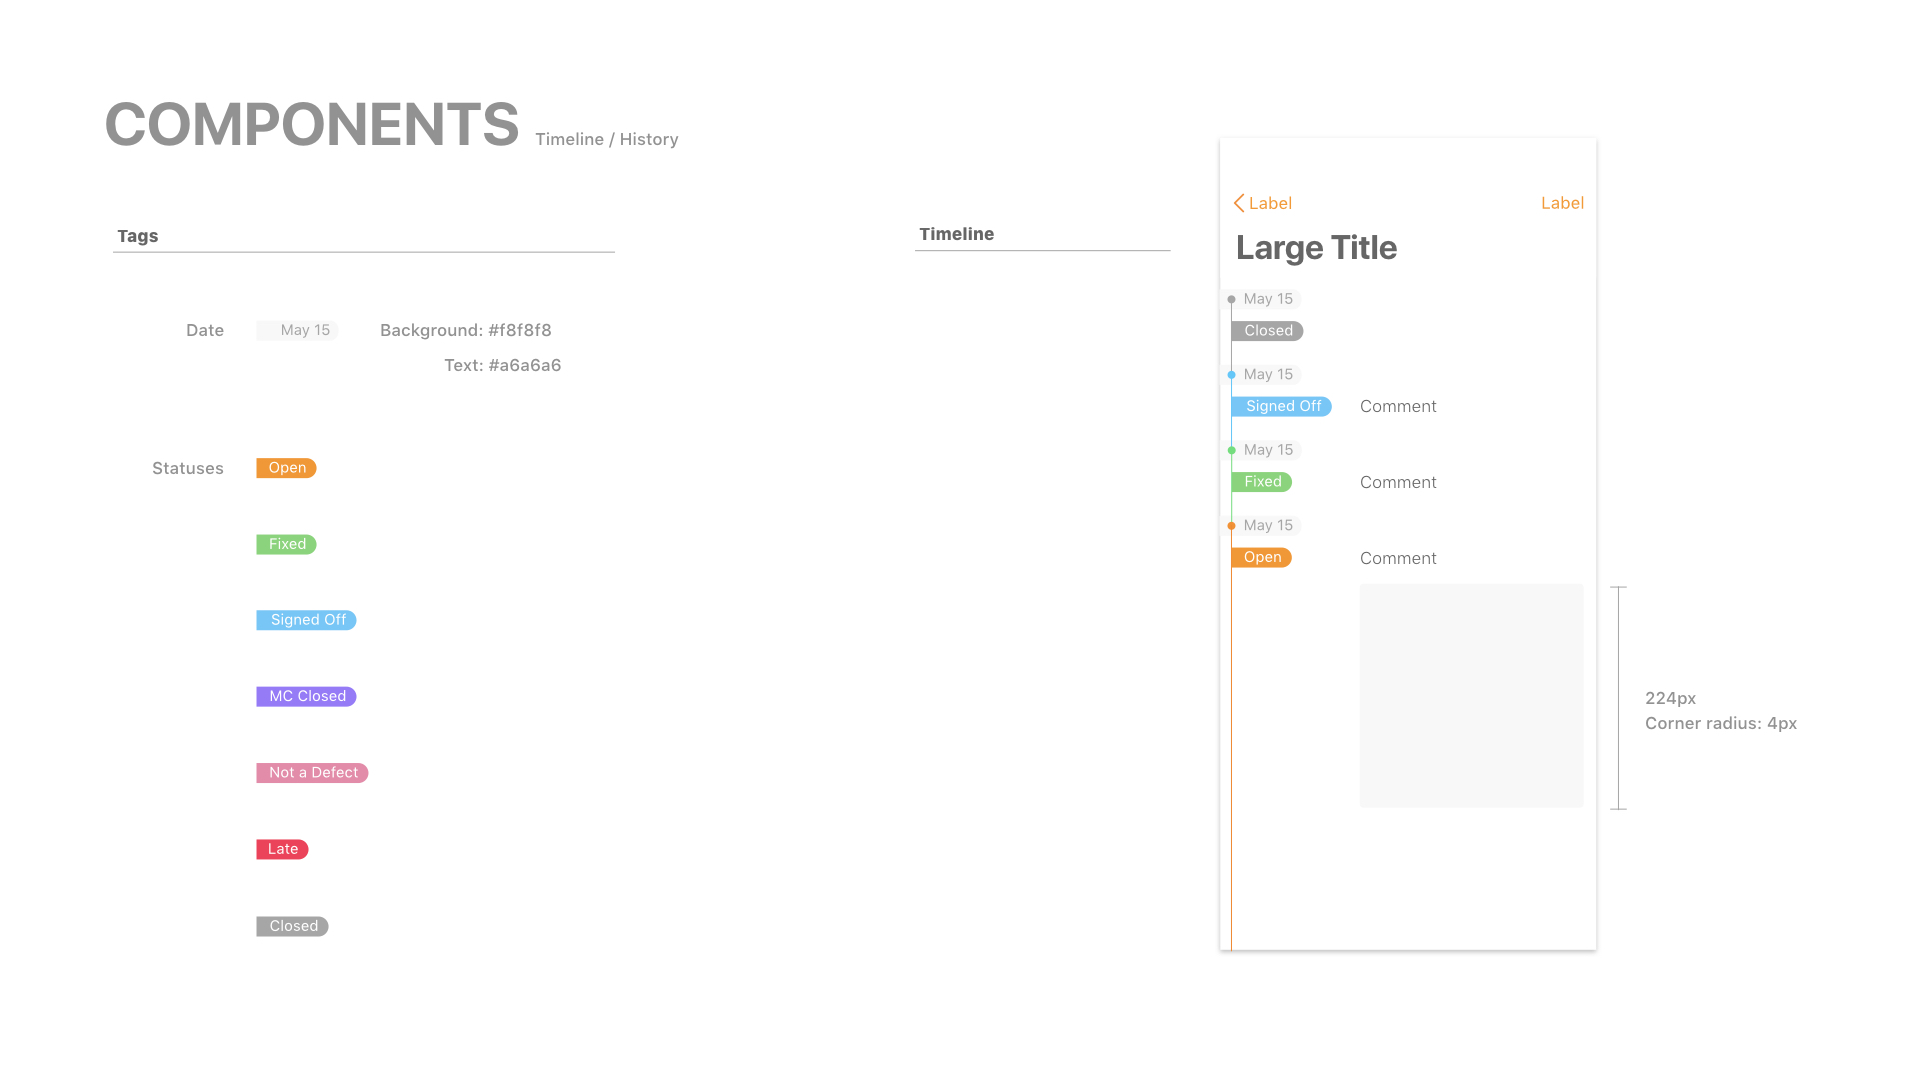 COMPONENTS Timeline / History
Tags
Date May 15 Background: #f8f8f8
Text: #a6a6a6
Statuses Open
Fixed
Signed Off
MC Closed
Not a Defect
Late
Closed
Timeline
Label Label
Large Title
May 15
Closed
May 15
Signed Off Comment
May 15
Fixed Comment
May 15
Open Comment
224px
Corner radius: 4px